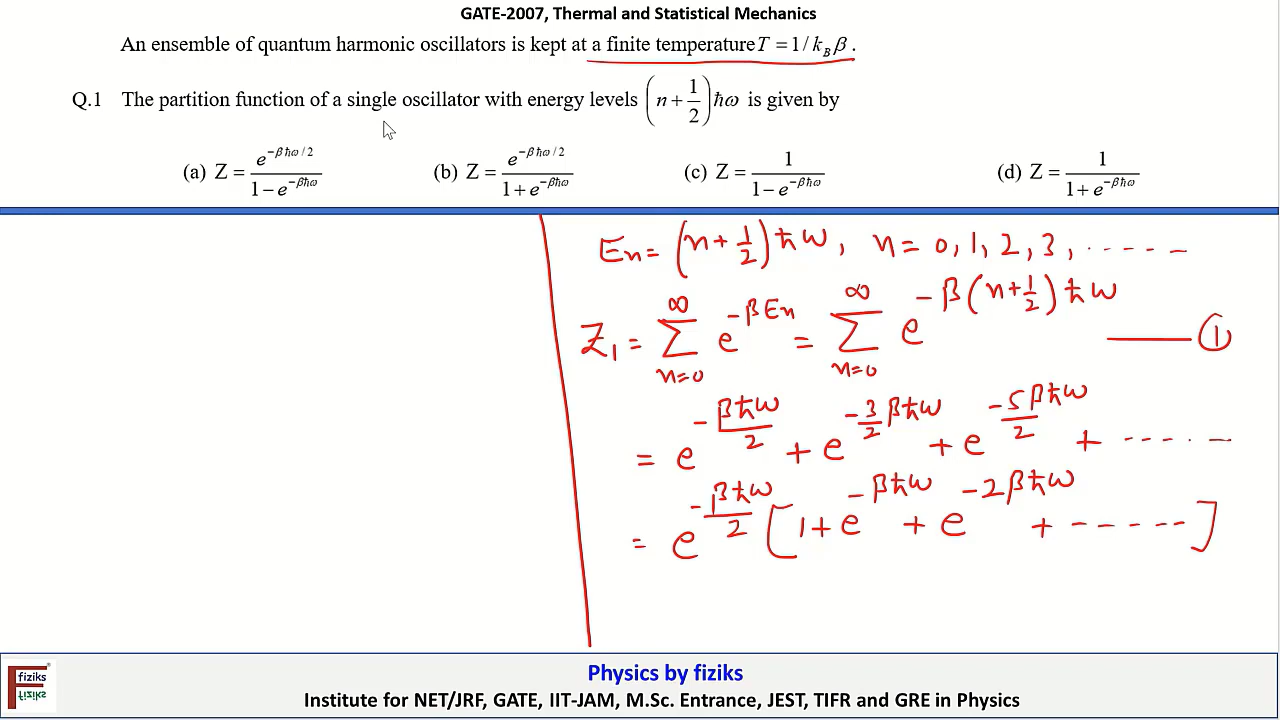 GATE-2007, Thermal and Statistical Mechanics
An ensemble of quantum harmonic oscillators is kept at a finite temperature T = 1/ k_B β .
Q.1 The partition function of a single oscillator with energy levels (n + 1/2) ℏω is given by
(a) Z = e^{-βℏω/2} / (1 − e^{-βℏω}) (b) Z = e^{-βℏω/2} / (1 + e^{-βℏω}) (c) Z = 1 / (1 − e^{-βℏω}) (d) Z = 1 / (1 + e^{-βℏω})
E_n = (n + 1/2) ℏω, n = 0, 1, 2, 3, ------
Z_1 = ∑_{n=0}^{∞} e^{-βE_n} = ∑_{n=0}^{∞} e^{-β(n+1/2)ℏω} —— ①
= e^{-βℏω/2} + e^{-3/2 βℏω} + e^{-5βℏω/2} + ------
= e^{-βℏω/2} [1 + e^{-βℏω} + e^{-2βℏω} + ------]
fiziks
fiziks
Physics by fiziks
Institute for NET/JRF, GATE, IIT-JAM, M.Sc. Entrance, JEST, TIFR and GRE in Physics